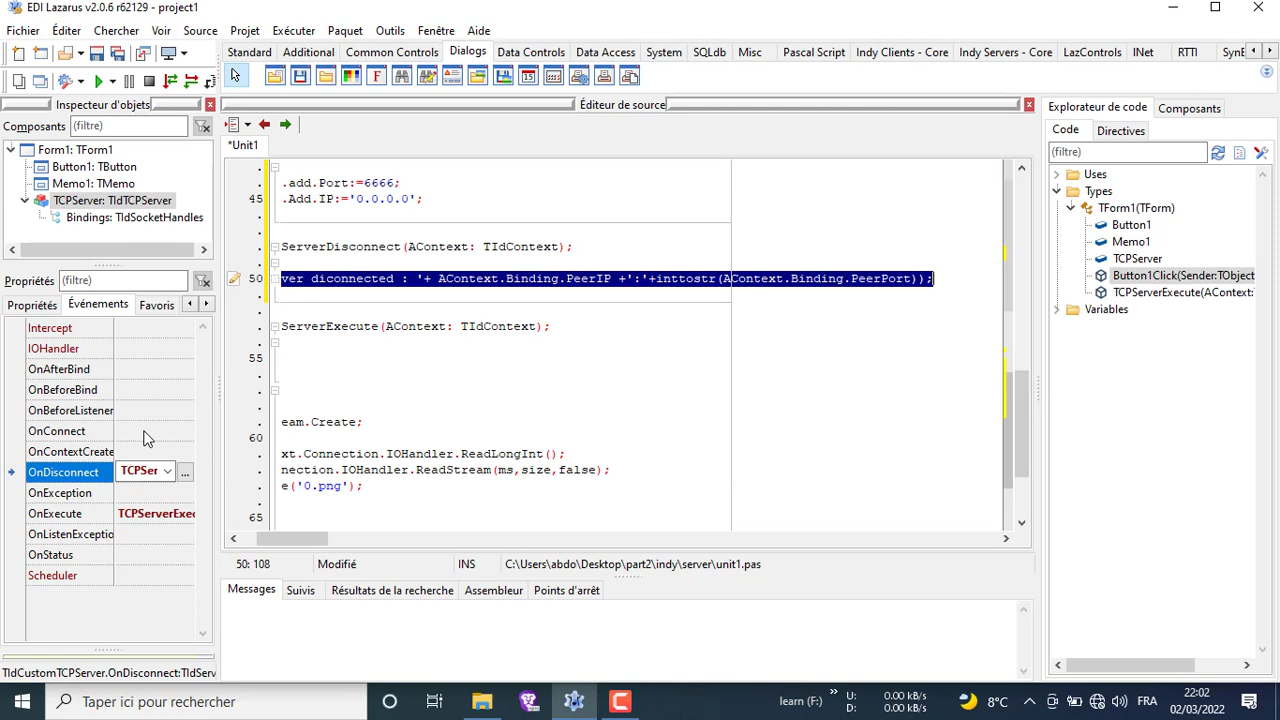 EDI Lazarus v2.0.6 r62129 - project1
Fichier Éditer Chercher Voir Source Projet Exécuter Paquet Outils Fenêtre Aide
Standard Additional Common Controls Dialogs Data Controls Data Access System SQLdb Misc Pascal Script Indy Clients - Core Indy Servers - Core LazControls INet RTTI SynE
Inspecteur d'objets
Éditeur de source
Explorateur de code Composants
Composants (filtre)
Code Directives
*Unit1
(filtre)
Form1: TForm1
Button1: TButton
Memo1: TMemo
TCPServer: TIdTCPServer
Bindings: TIdSocketHandles
Uses
Types
TForm1(TForm)
Button1
Memo1
TCPServer
Button1Click(Sender:TObject
TCPServerExecute(AContext:
Variables
.add.Port:=6666;
45 .Add.IP:='0.0.0.0';
ServerDisconnect(AContext: TIdContext);
50 ver diconnected : '+ AContext.Binding.PeerIP +':'+inttostr(AContext.Binding.PeerPort));
ServerExecute(AContext: TIdContext);
55
eam.Create;
60
xt.Connection.IOHandler.ReadLongInt();
nection.IOHandler.ReadStream(ms,size,false);
e('0.png');
65
Propriétés (filtre)
Propriétés Événements Favoris
Intercept
IOHandler
OnAfterBind
OnBeforeBind
OnBeforeListener
OnConnect
OnContextCreate
OnDisconnect TCPSer ...
OnException
OnExecute TCPServerExec
OnListenExceptio
OnStatus
Scheduler
50: 108 Modifié INS C:\Users\abdo\Desktop\part2\indy\server\unit1.pas
Messages Suivis Résultats de la recherche Assembleur Points d'arrêt
TIdCustomTCPServer.OnDisconnect:TIdServ
Taper ici pour rechercher
learn (F:)
U: 0.00 kB/s
D: 0.00 kB/s
8°C
FRA
22:02
02/03/2022